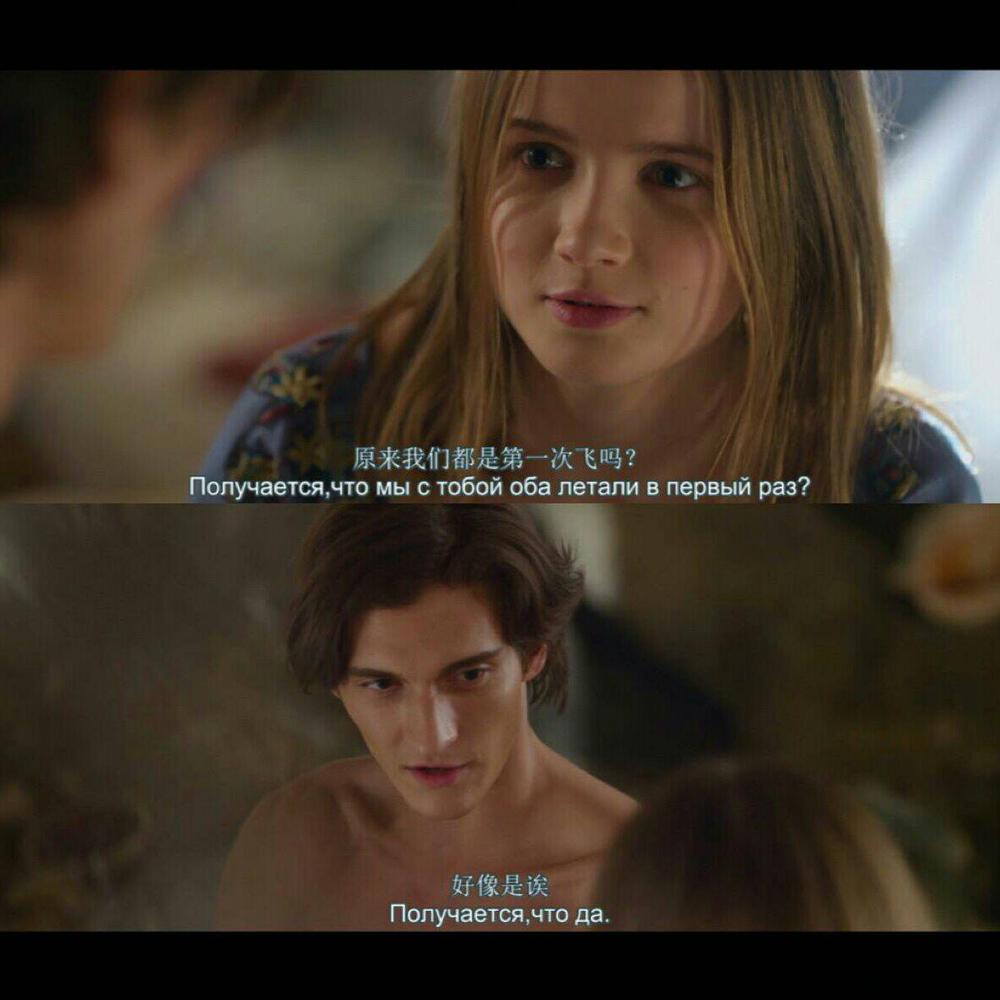 原来我们都是第一次飞吗?
Получается,что мы с тобой оба летали в первый раз?
好像是诶
Получается,что да.